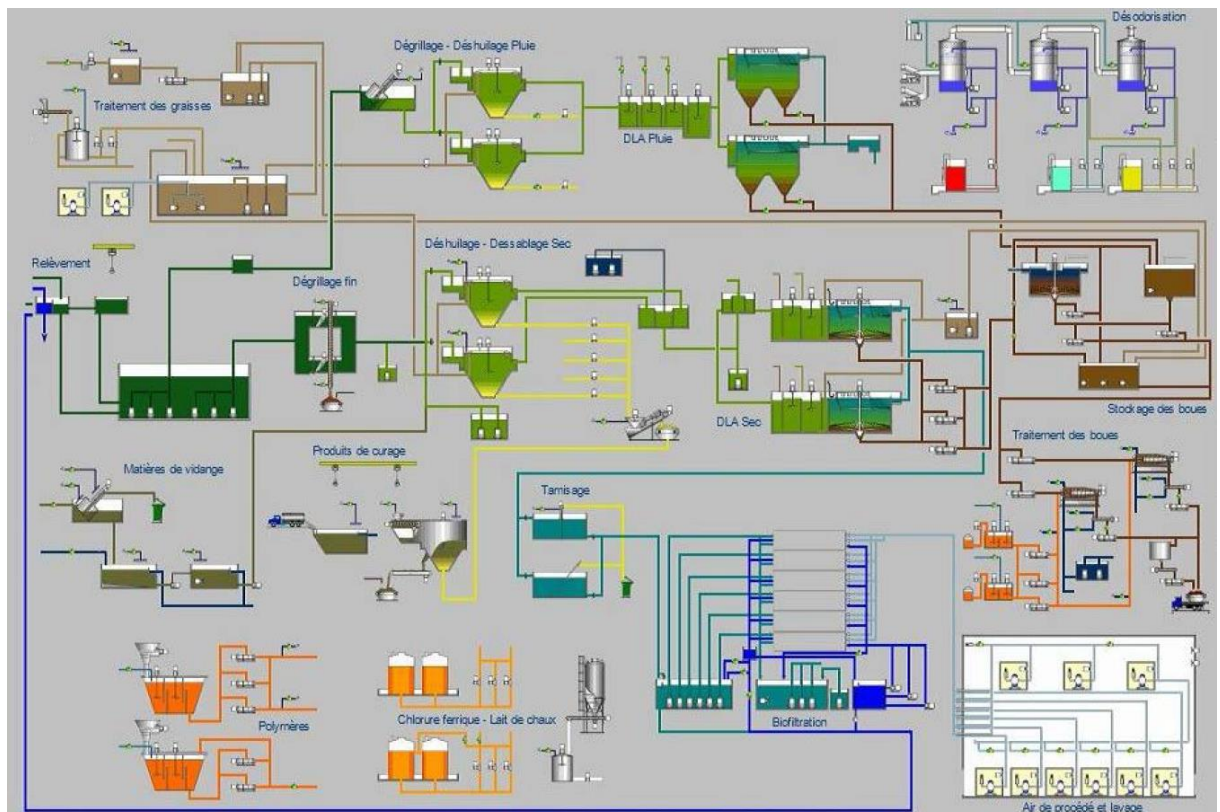 Désodorisation
Dégrillage - Déshuilage Pluie
Traitement des graisses
DLA Pluie
Déshuilage - Dessablage Sec
Relèvement
Dégrillage fin
Stockage des boues
DLA Sec
Traitement des boues
Produits de curage
Matières de vidange
Tamisage
Polymères
Chlorure ferrique - Lait de chaux
Biofiltration
Air de procédé et lavage